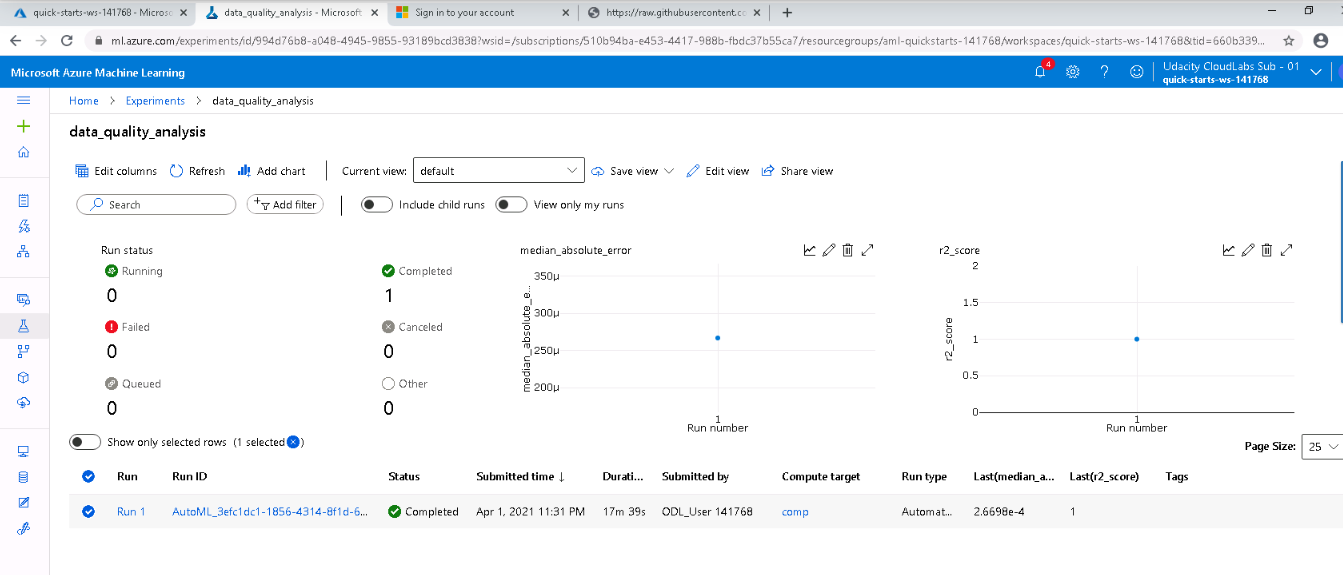 quick-starts-ws-141768 - Microso
data_quality_analysis - Microsoft
Sign in to your account
https://raw.githubusercontent.co
ml.azure.com/experiments/id/994d76b8-a048-4945-9855-93189bcd3838?wsid=/subscriptions/510b94ba-e453-4417-988b-fbdc37b55ca7/resourcegroups/aml-quickstarts-141768/workspaces/quick-starts-ws-141768&tid=660b339...
Microsoft Azure Machine Learning
4
Udacity CloudLabs Sub - 01
quick-starts-ws-141768
Home > Experiments > data_quality_analysis
data_quality_analysis
Edit columns Refresh Add chart Current view: default Save view Edit view Share view
Search Add filter Include child runs View only my runs
Run status
Running Completed
0 1
Failed Canceled
0 0
Queued Other
0 0
median_absolute_error
median_absolute_e...
350μ
300μ
250μ
200μ
1
Run number
r2_score
r2_score
2
1.5
1
0.5
0
1
Run number
Show only selected rows (1 selected)
Page Size: 25
Run Run ID Status Submitted time ↓ Durati... Submitted by Compute target Run type Last(median_a... Last(r2_score) Tags
Run 1 AutoML_3efc1dc1-1856-4314-8f1d-6... Completed Apr 1, 2021 11:31 PM 17m 39s ODL_User 141768 comp Automat... 2.6698e-4 1